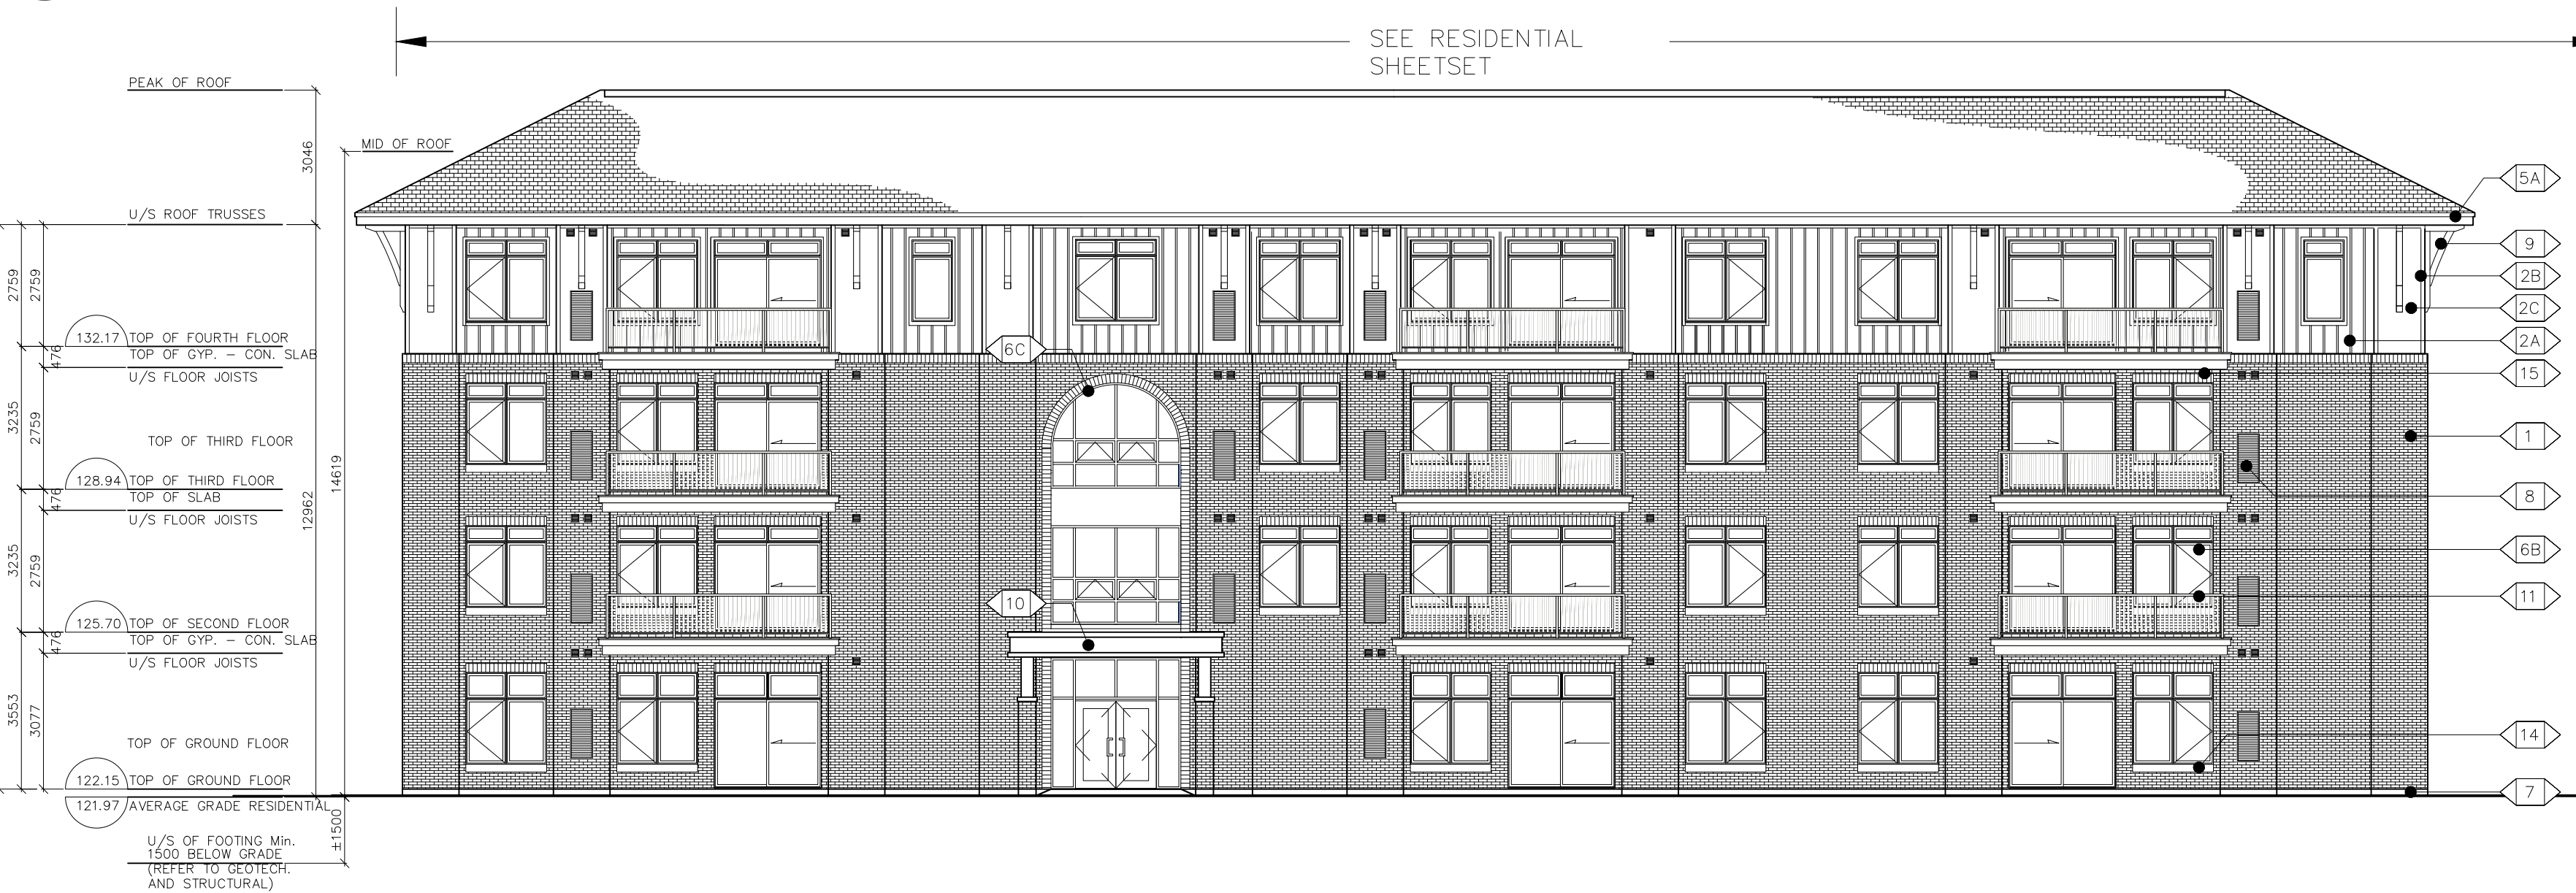 SEE RESIDENTIAL
SHEETSET
PEAK OF ROOF
MID OF ROOF
3046
U/S ROOF TRUSSES
2759
2759
132.17 TOP OF FOURTH FLOOR
TOP OF GYP. - CON. SLAB
476
U/S FLOOR JOISTS
3235
2759
TOP OF THIRD FLOOR
128.94 TOP OF THIRD FLOOR
TOP OF SLAB
476
U/S FLOOR JOISTS
14619
12962
3235
2759
125.70 TOP OF SECOND FLOOR
TOP OF GYP. - CON. SLAB
476
U/S FLOOR JOISTS
3553
3077
TOP OF GROUND FLOOR
122.15 TOP OF GROUND FLOOR
121.97 AVERAGE GRADE RESIDENTIAL
±1500
U/S OF FOOTING Min.
1500 BELOW GRADE
(REFER TO GEOTECH.
AND STRUCTURAL)
6C
10
5A
9
2B
2C
2A
15
1
8
6B
11
14
7